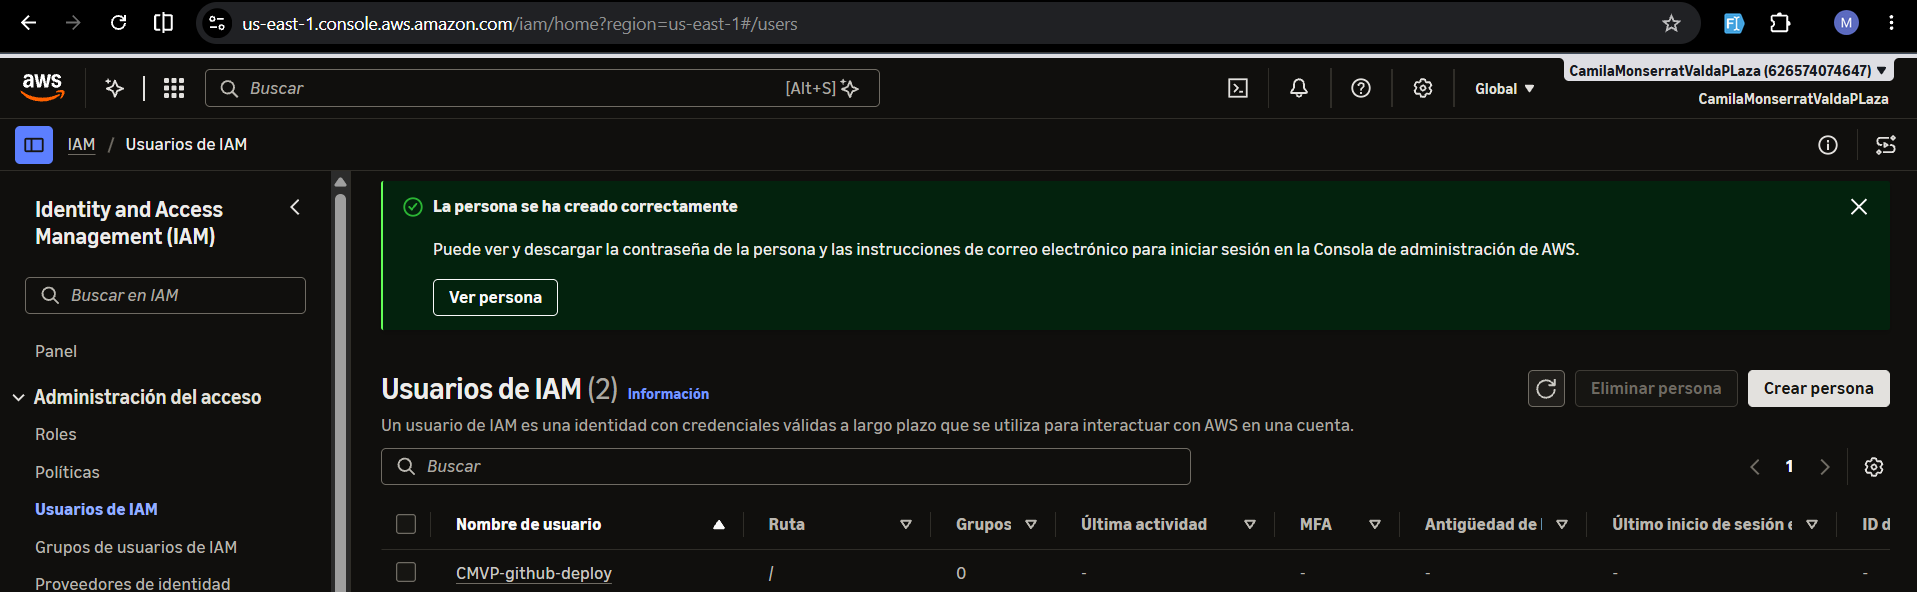 us-east-1.console.aws.amazon.com/iam/home?region=us-east-1#/users
M
aws
Buscar
[Alt+S]
Global
CamilaMonserratValdaPLaza (626574074647)
CamilaMonserratValdaPLaza
IAM / Usuarios de IAM
Identity and Access
Management (IAM)
Buscar en IAM
Panel
Administración del acceso
Roles
Políticas
Usuarios de IAM
Grupos de usuarios de IAM
Proveedores de identidad
La persona se ha creado correctamente
Puede ver y descargar la contraseña de la persona y las instrucciones de correo electrónico para iniciar sesión en la Consola de administración de AWS.
Ver persona
Usuarios de IAM (2) Información
Eliminar persona
Crear persona
Un usuario de IAM es una identidad con credenciales válidas a largo plazo que se utiliza para interactuar con AWS en una cuenta.
Buscar
1
Nombre de usuario Ruta Grupos Última actividad MFA Antigüedad de Último inicio de sesión ID
CMVP-github-deploy / 0 - - - - -